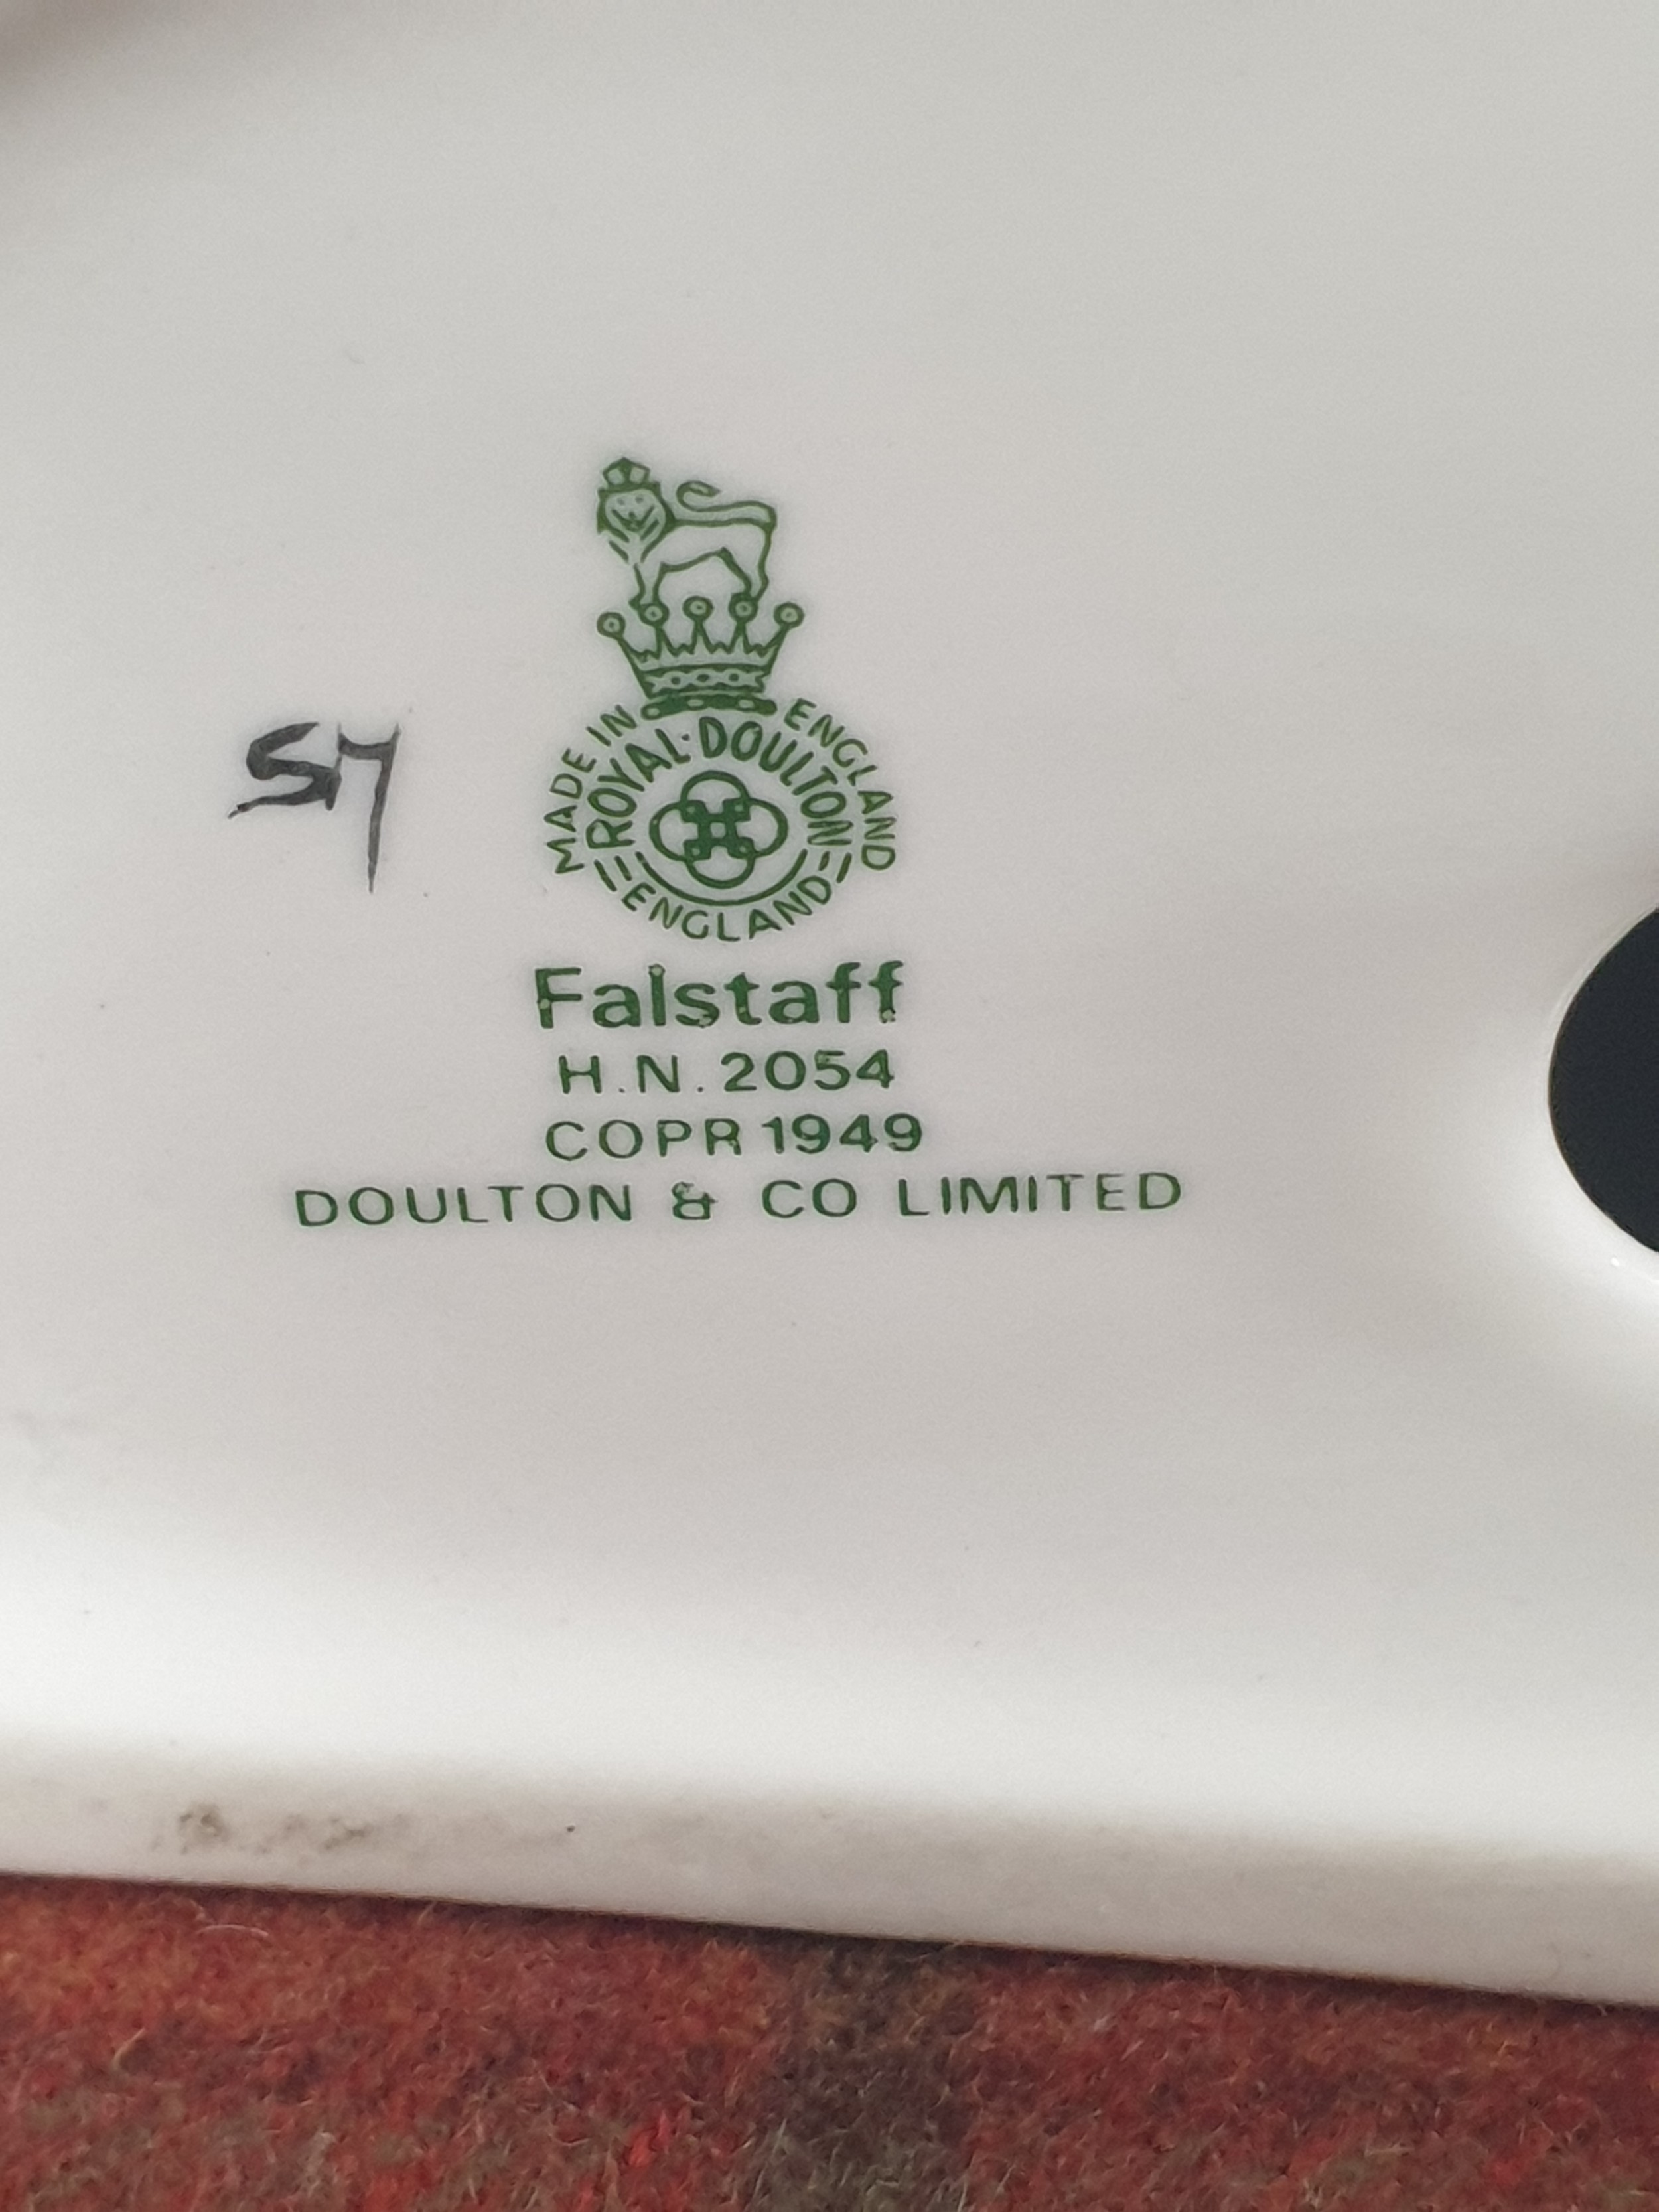 MADE IN ENGLAND
ROYAL·DOULTON
ENGLAND
Falstaff
H.N. 2054
COPR 1949
DOULTON & CO LIMITED